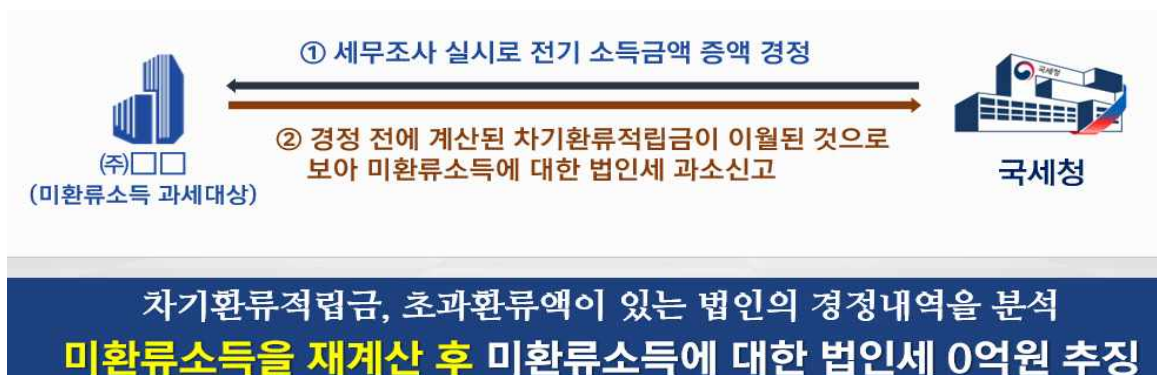 ① 세무조사 실시로 전기 소득금액 증액 경정
국세청
② 경정 전에 계산된 차기환류적립금이 이월된 것으로
보아 미환류소득에 대한 법인세 과소신고
(주)□□
(미환류소득 과세대상)
국세청
차기환류적립금, 초과환류액이 있는 법인의 경정내역을 분석
미환류소득을 재계산 후 미환류소득에 대한 법인세 0억원 추징